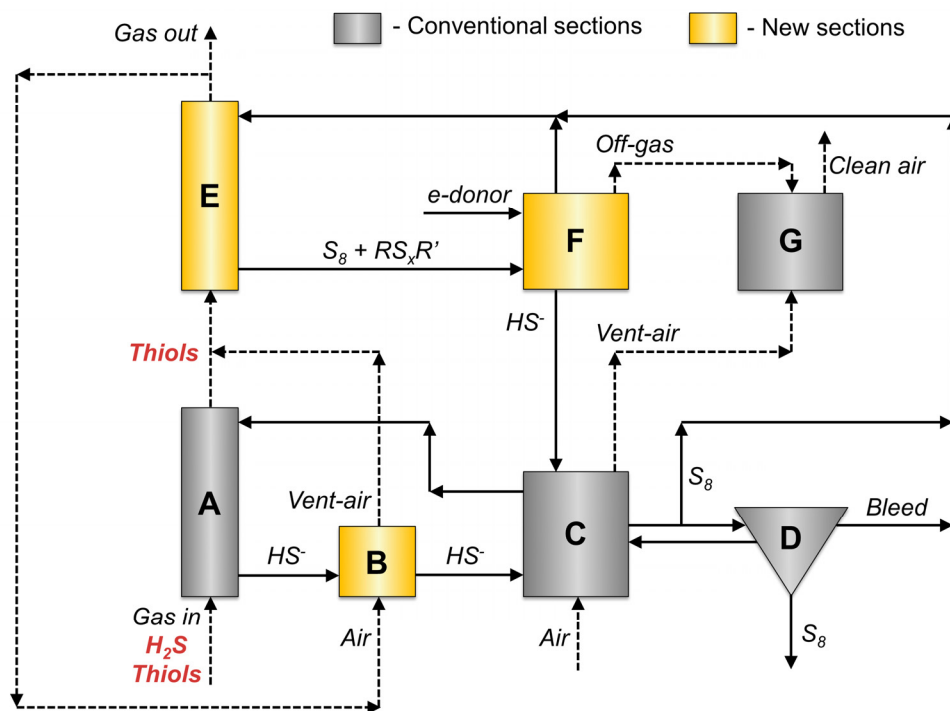 Gas out
- Conventional sections
- New sections
E
e-donor
F
Off-gas
Clean air
G
S8 + RSxR’
HS-
Vent-air
Thiols
A
Vent-air
S8
Bleed
C
D
HS-
B
HS-
Gas in
H2S
Thiols
Air
Air
S8